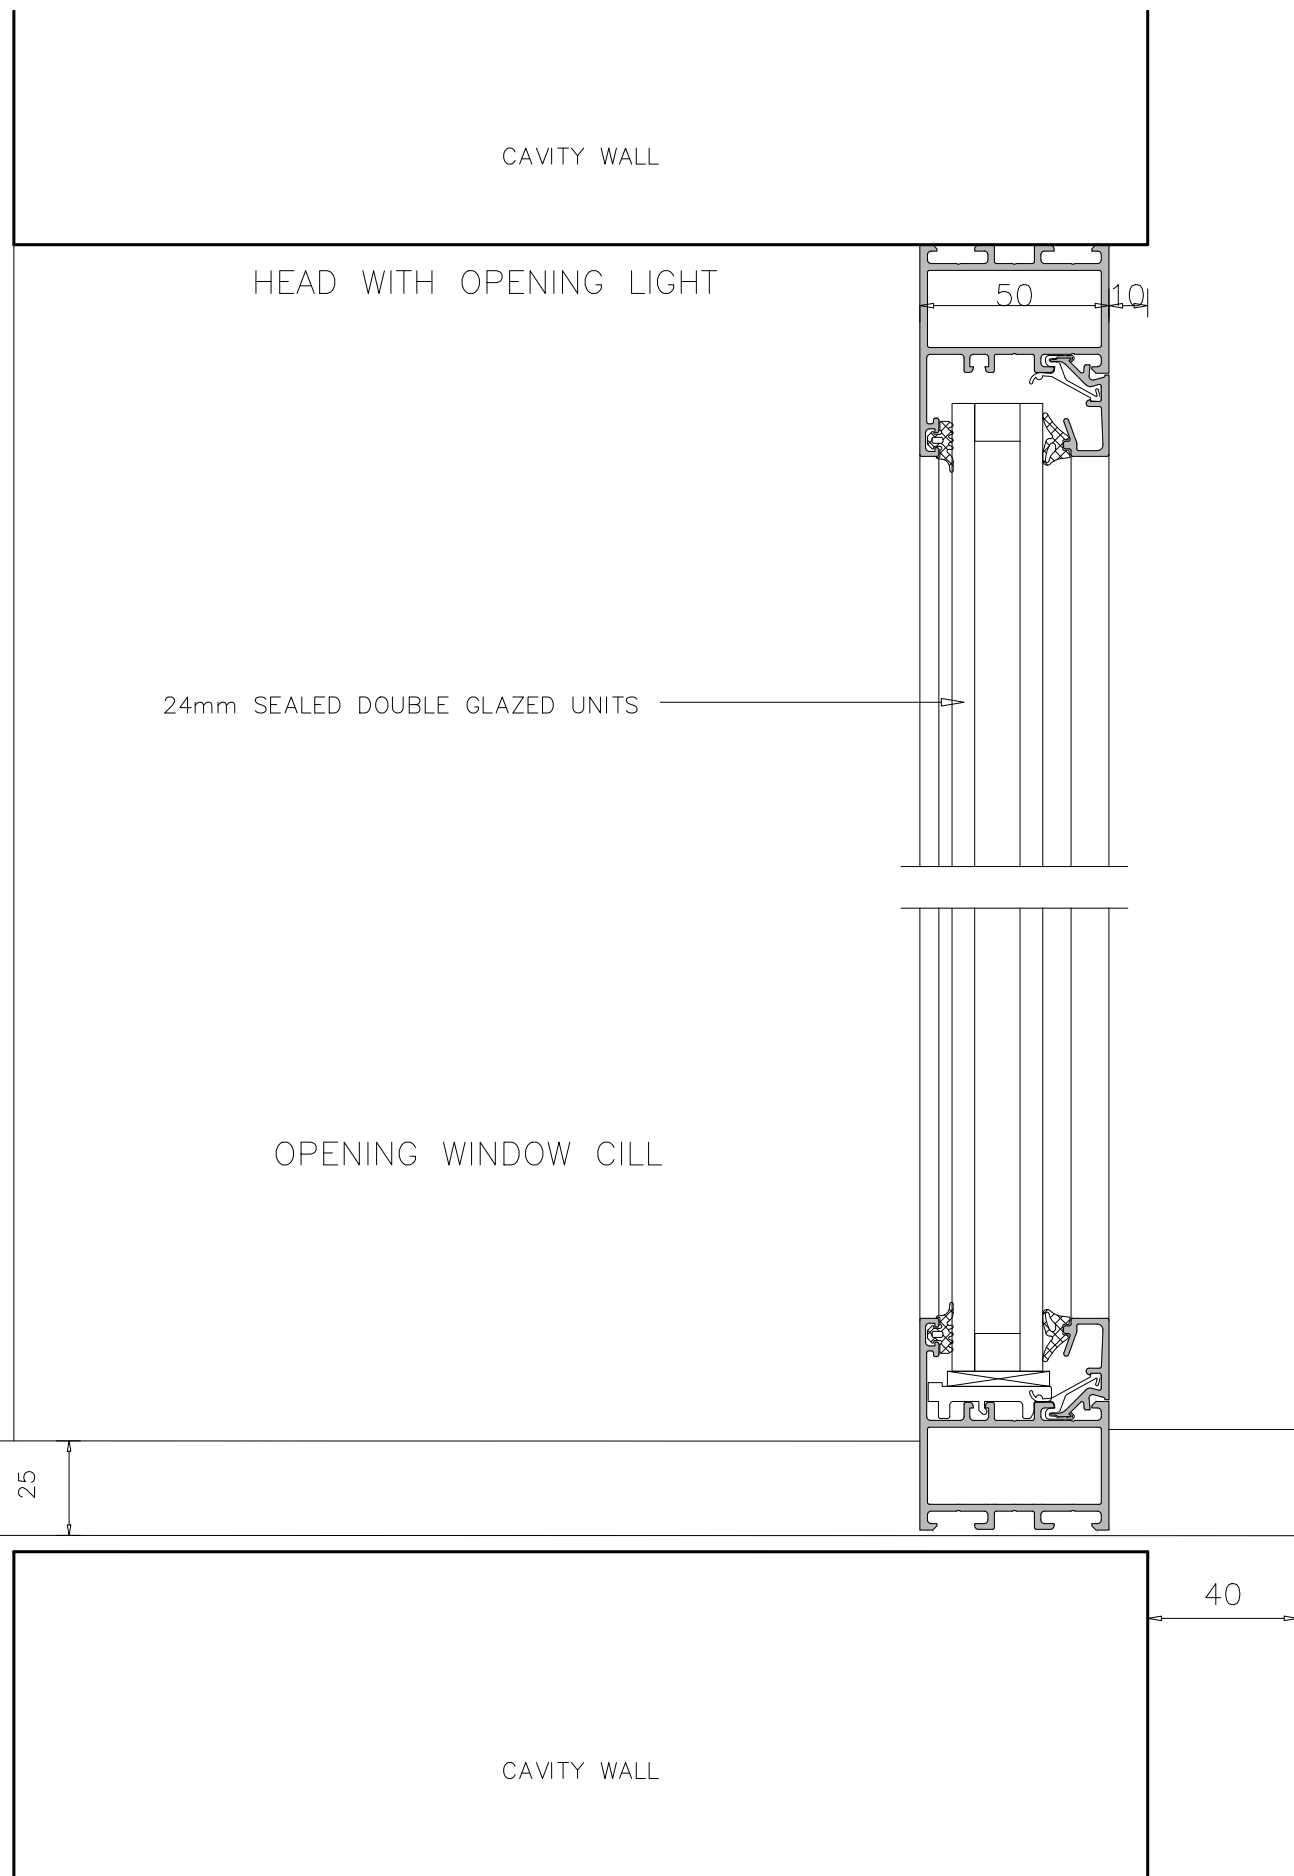 CAVITY WALL
HEAD WITH OPENING LIGHT
50
10
24mm SEALED DOUBLE GLAZED UNITS
OPENING WINDOW CILL
25
40
CAVITY WALL